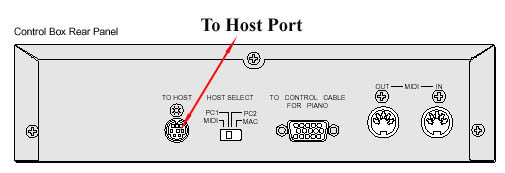 To Host Port
Control Box Rear Panel
TO HOST
HOST SELECT
PC1
PC2
MIDI
MAC
TO CONTROL CABLE
FOR PIANO
OUT — MIDI — IN